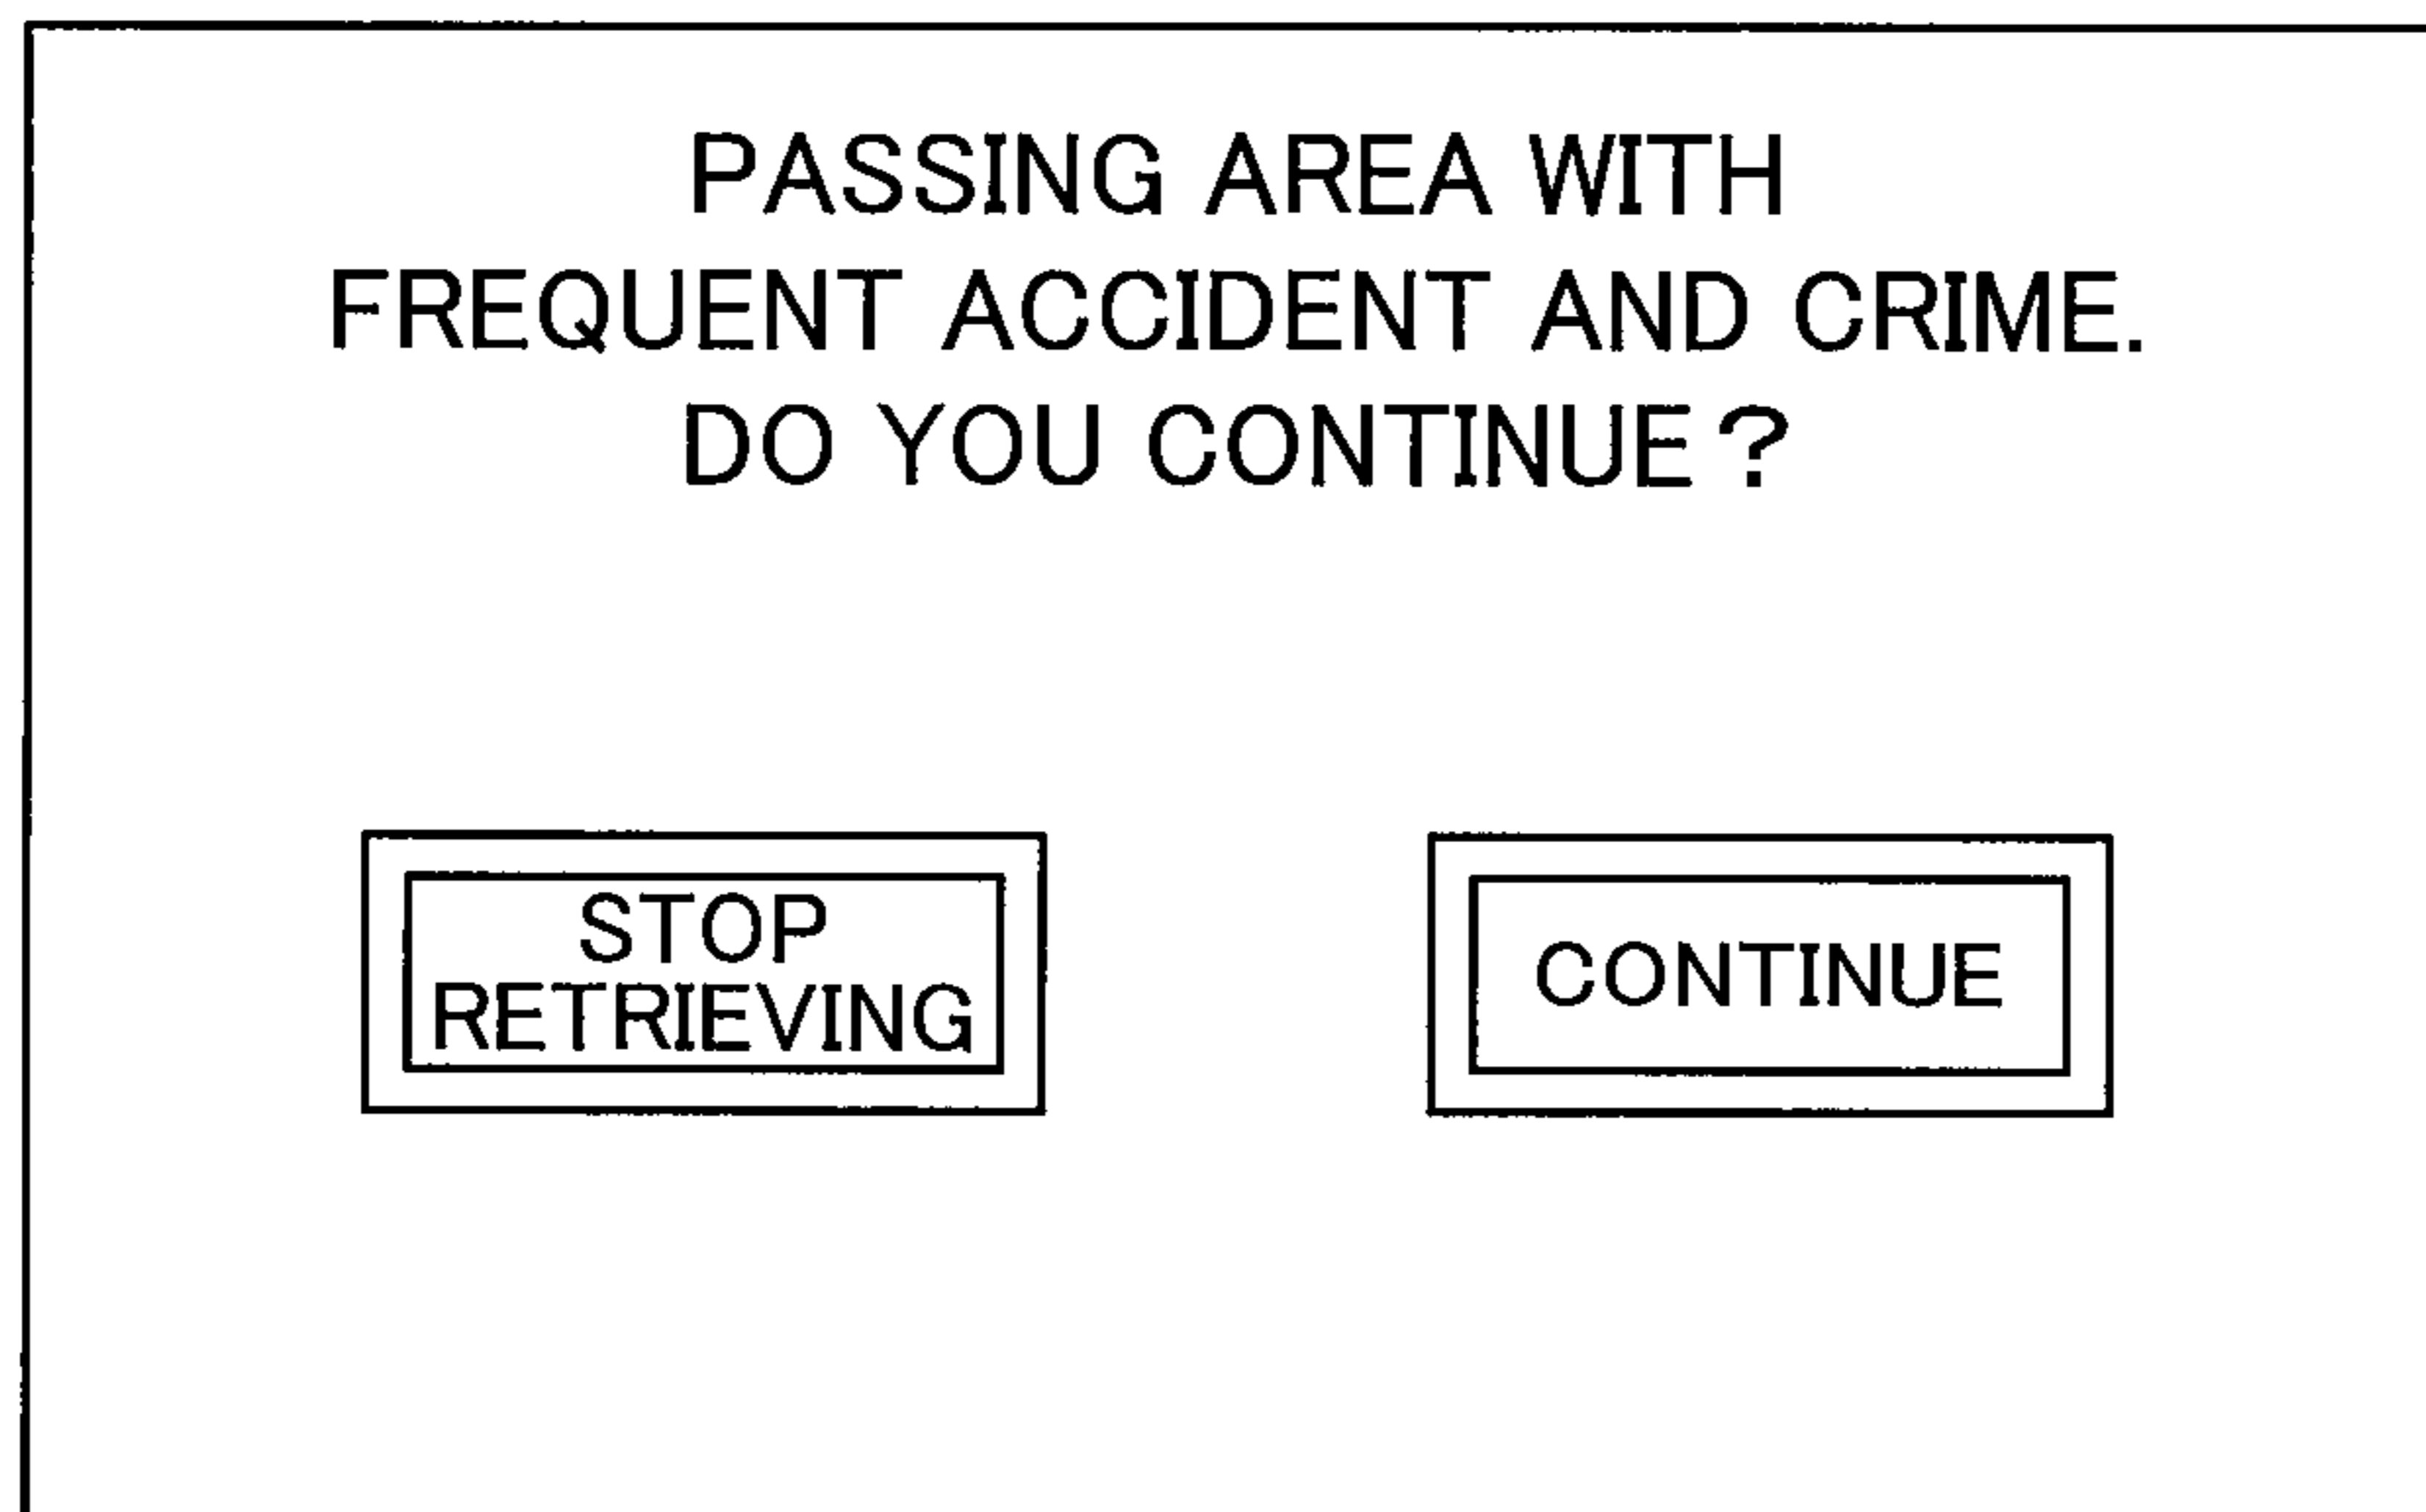 PASSING AREA WITH
FREQUENT ACCIDENT AND CRIME.
DO YOU CONTINUE?
STOP
RETRIEVING
CONTINUE